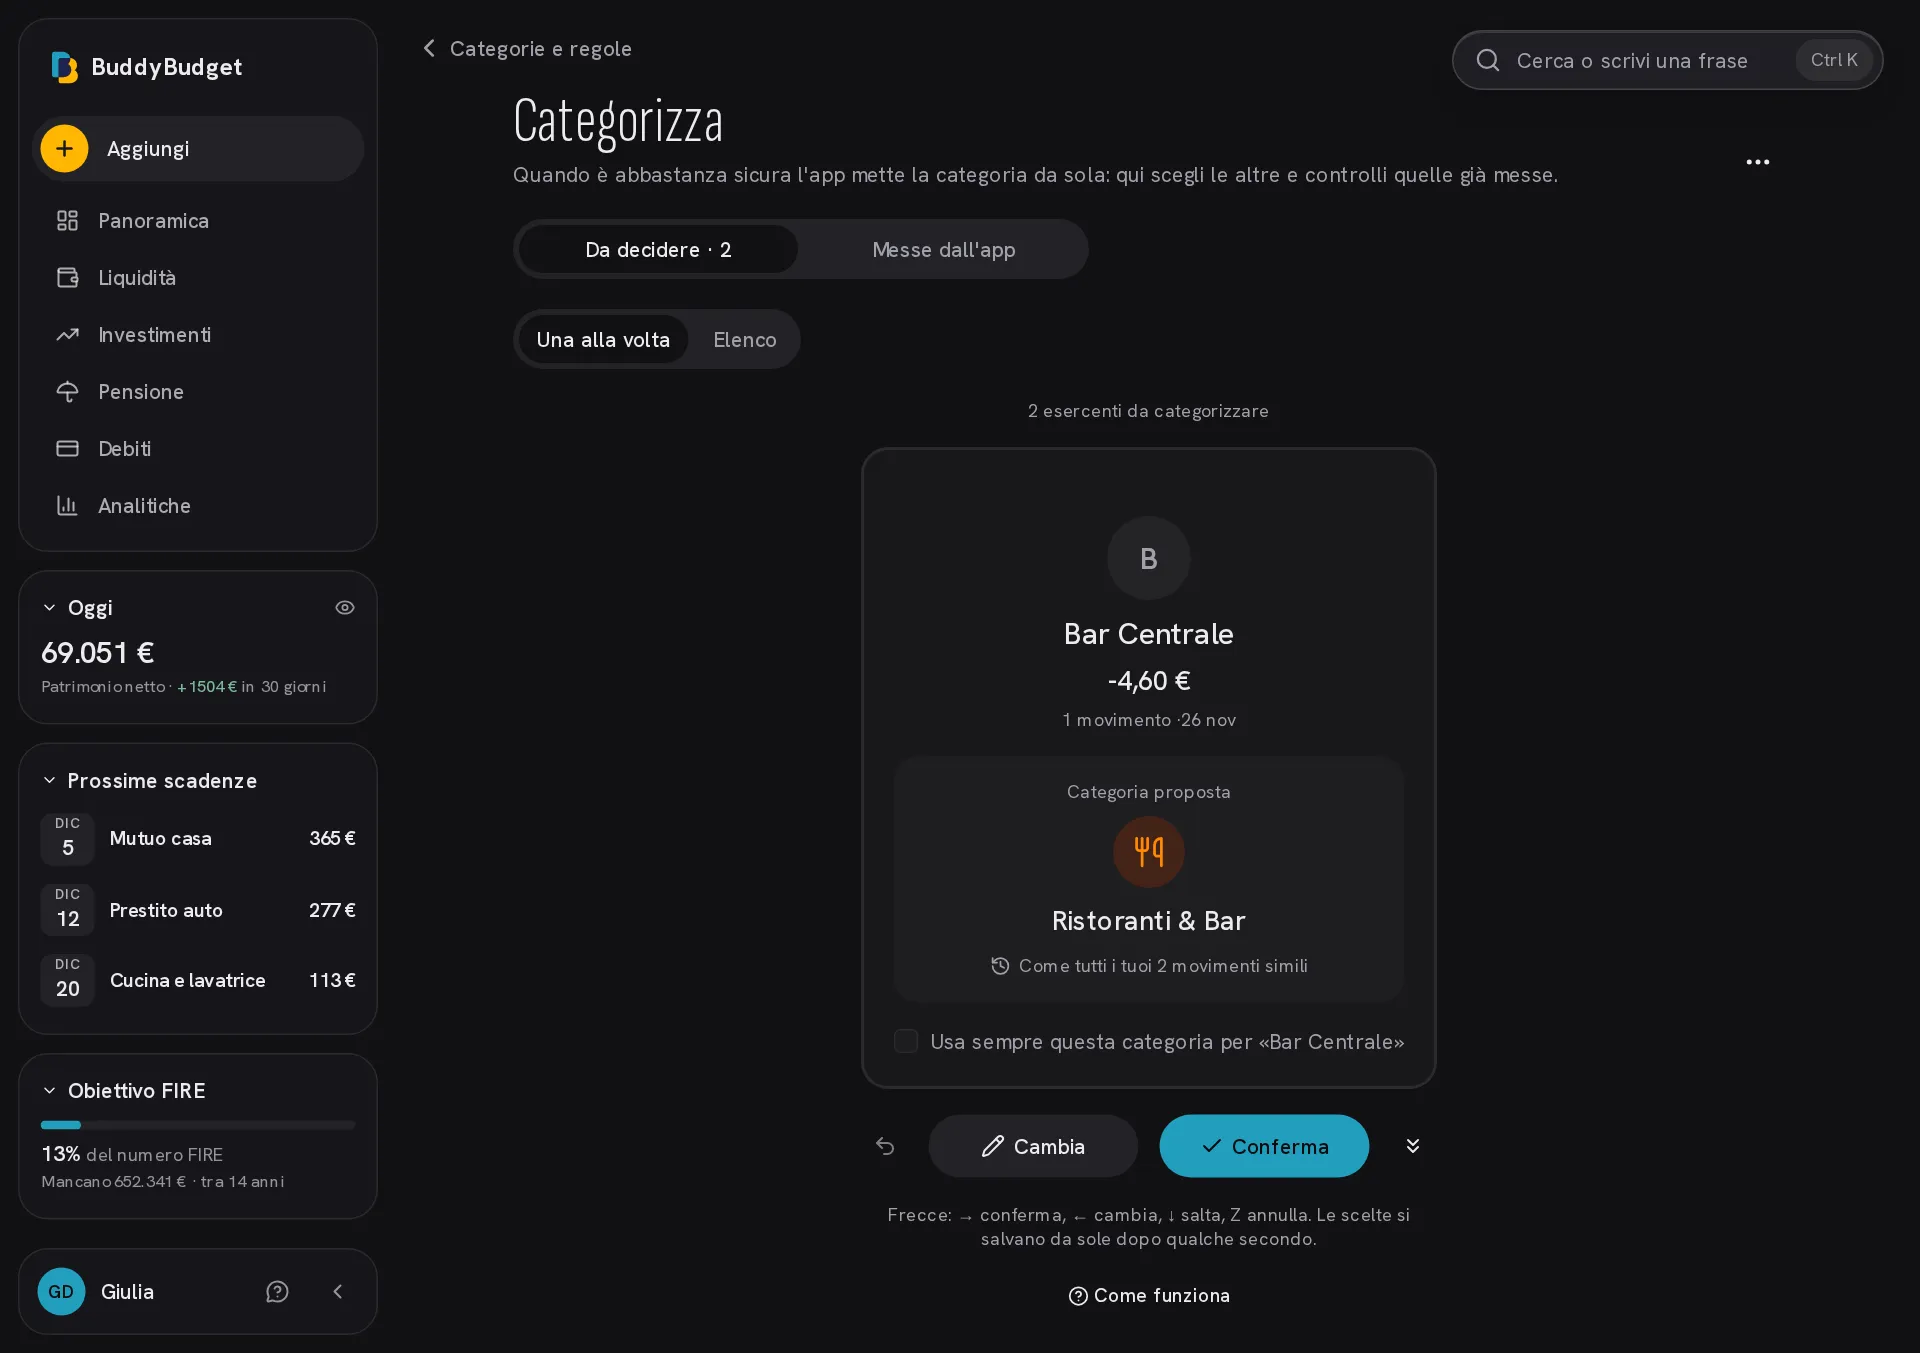 BuddyBudget
Aggiungi
Panoramica
Liquidità
Investimenti
Pensione
Debiti
Analitiche
Oggi
69.051 €
Patrimonio netto · +1504 € in 30 giorni
Prossime scadenze
DIC
5
Mutuo casa
365 €
DIC
12
Prestito auto
277 €
DIC
20
Cucina e lavatrice
113 €
Obiettivo FIRE
13% del numero FIRE
Mancano 652.341 € · tra 14 anni
GD
Giulia
Categorie e regole
Cerca o scrivi una frase
Ctrl K
Categorizza
Quando è abbastanza sicura l'app mette la categoria da sola: qui scegli le altre e controlli quelle già messe.
Da decidere · 2
Messe dall'app
Una alla volta
Elenco
2 esercenti da categorizzare
B
Bar Centrale
-4,60 €
1 movimento ·26 nov
Categoria proposta
Ristoranti & Bar
Come tutti i tuoi 2 movimenti simili
Usa sempre questa categoria per «Bar Centrale»
Cambia
Conferma
Frecce: → conferma, ← cambia, ↓ salta, Z annulla. Le scelte si
salvano da sole dopo qualche secondo.
Come funziona